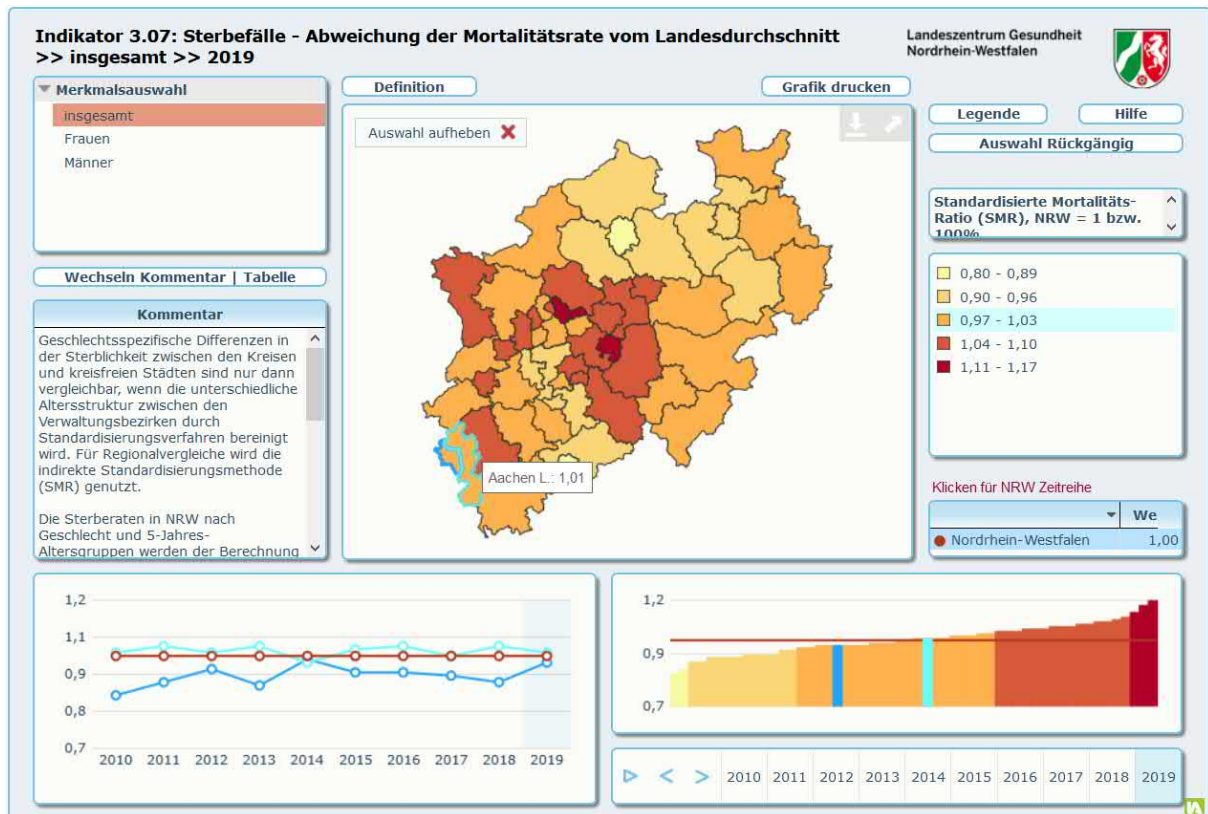 Indikator 3.07: Sterbefälle - Abweichung der Mortalitätsrate vom Landesdurchschnitt
>> insgesamt >> 2019
Landeszentrum Gesundheit
Nordrhein-Westfalen
Merkmalsauswahl
insgesamt
Frauen
Männer
Wechseln Kommentar | Tabelle
Kommentar
Geschlechtsspezifische Differenzen in
der Sterblichkeit zwischen den Kreisen
und kreisfreien Städten sind nur dann
vergleichbar, wenn die unterschiedliche
Altersstruktur zwischen den
Verwaltungsbezirken durch
Standardisierungsverfahren bereinigt
wird. Für Regionalvergleiche wird die
indirekte Standardisierungsmethode
(SMR) genutzt.
Die Sterberaten in NRW nach
Geschlecht und 5-Jahres-
Altersgruppen werden der Berechnung
Definition
Grafik drucken
Auswahl aufheben
Aachen L.: 1,01
Legende
Hilfe
Auswahl Rückgängig
Standardisierte Mortalitäts-
Ratio (SMR), NRW = 1 bzw.
100%
0,80 - 0,89
0,90 - 0,96
0,97 - 1,03
1,04 - 1,10
1,11 - 1,17
Klicken für NRW Zeitreihe
We
Nordrhein-Westfalen 1,00
1,2
1,1
0,9
0,8
0,7
2010 2011 2012 2013 2014 2015 2016 2017 2018 2019
1,2
0,9
0,7
2010 2011 2012 2013 2014 2015 2016 2017 2018 2019